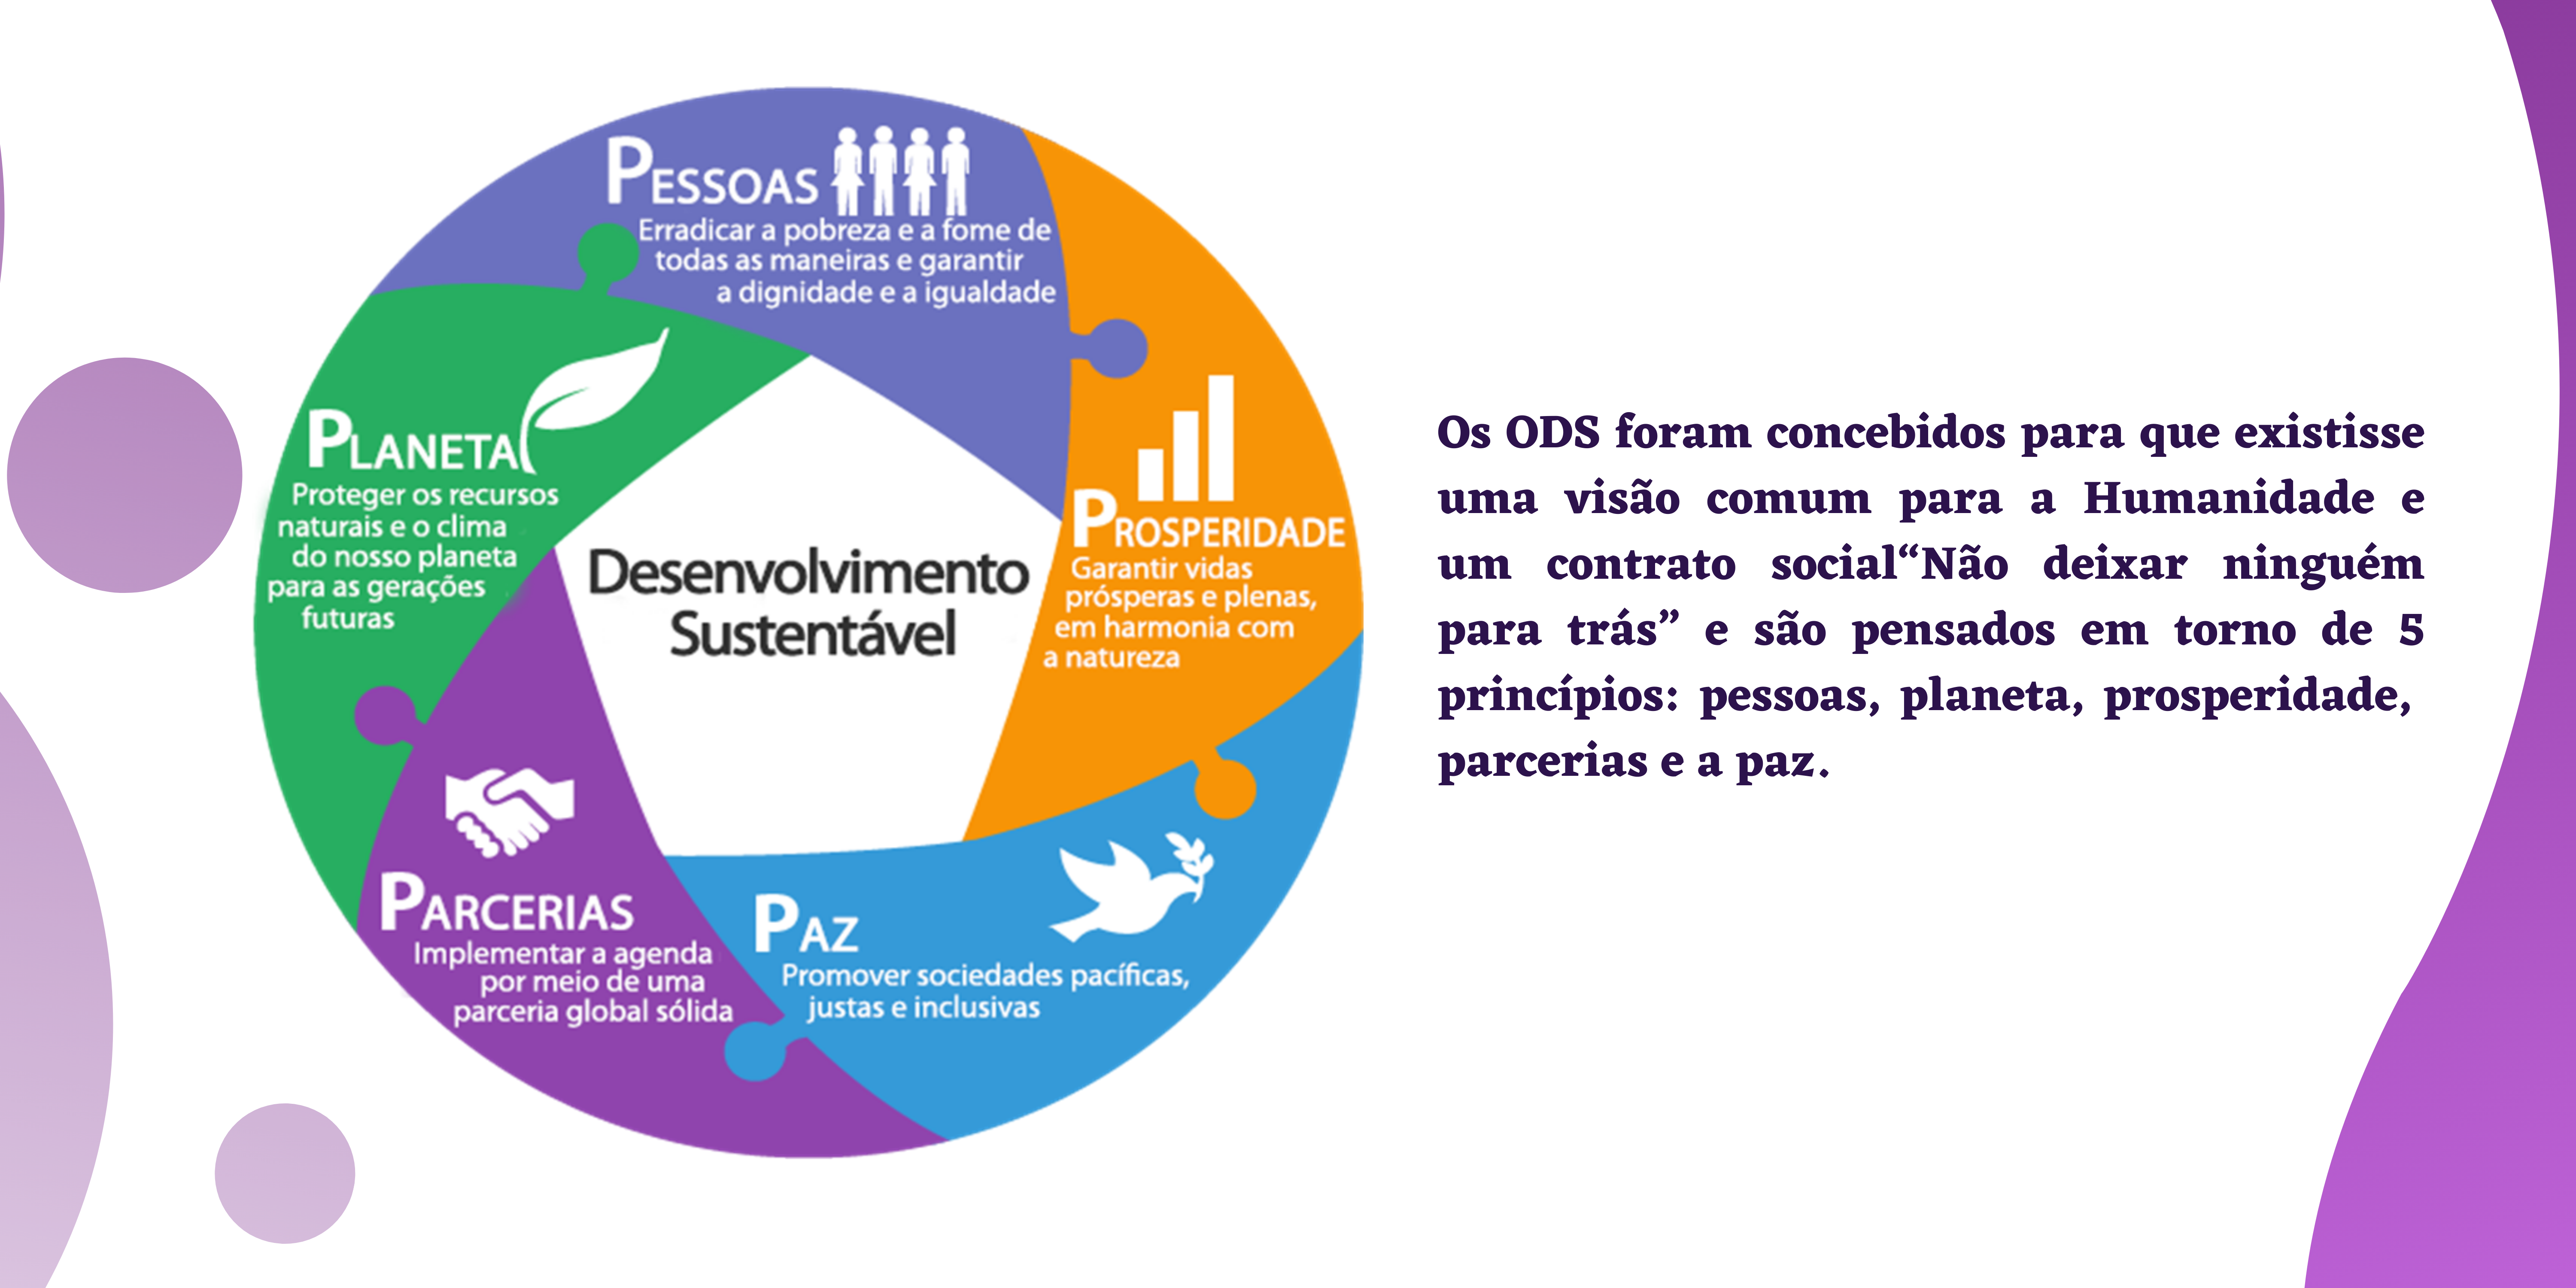 PESSOAS
Erradicar a pobreza e a fome de
todas as maneiras e garantir
a dignidade e a igualdade
PLANETA
Proteger os recursos
naturais e o clima
do nosso planeta
para as gerações
futuras
PROSPERIDADE
Garantir vidas
prósperas e plenas,
em harmonia com
a natureza
Desenvolvimento
Sustentável
PARCERIAS
Implementar a agenda
por meio de uma
parceria global sólida
PAZ
Promover sociedades pacíficas,
justas e inclusivas
Os ODS foram concebidos para que existisse
uma visão comum para a Humanidade e
um contrato social“Não deixar ninguém
para trás” e são pensados em torno de 5
princípios: pessoas, planeta, prosperidade,
parcerias e a paz.